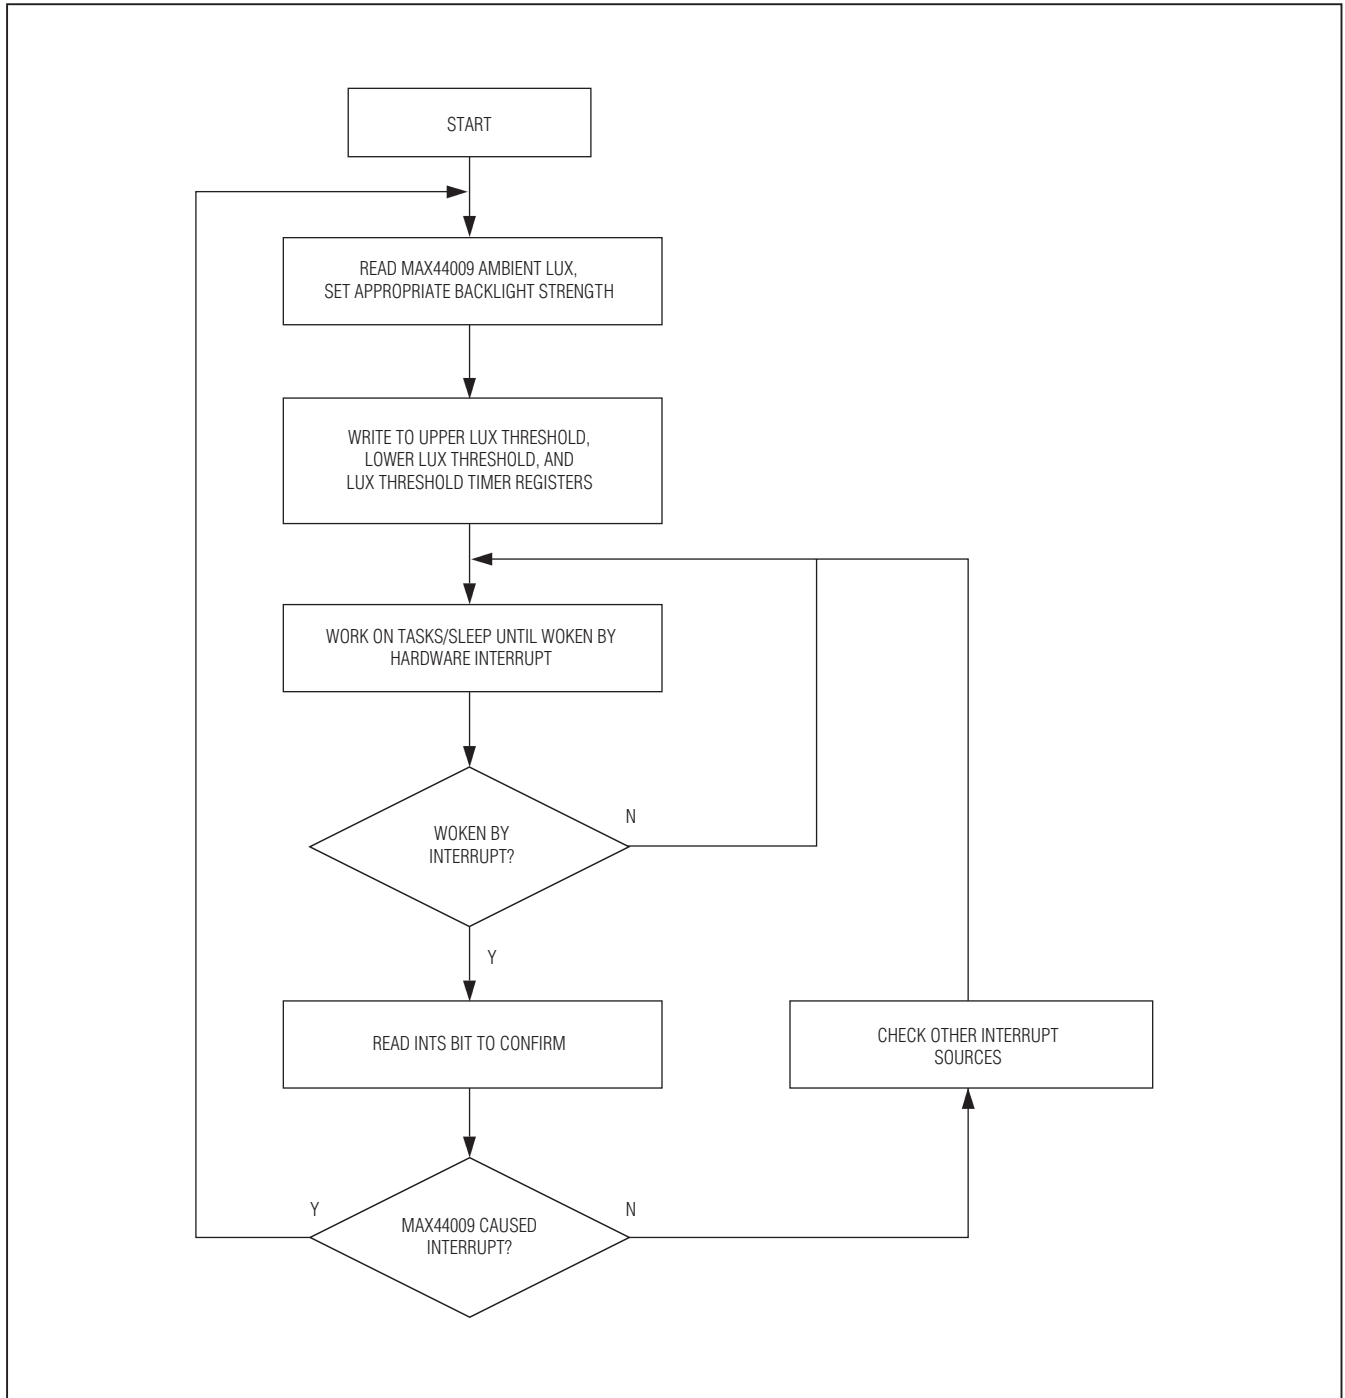 START
READ MAX44009 AMBIENT LUX,
SET APPROPRIATE BACKLIGHT STRENGTH
WRITE TO UPPER LUX THRESHOLD,
LOWER LUX THRESHOLD, AND
LUX THRESHOLD TIMER REGISTERS
WORK ON TASKS/SLEEP UNTIL WOKEN BY
HARDWARE INTERRUPT
N
WOKEN BY
INTERRUPT?
Y
READ INTS BIT TO CONFIRM
CHECK OTHER INTERRUPT
SOURCES
Y
N
MAX44009 CAUSED
INTERRUPT?